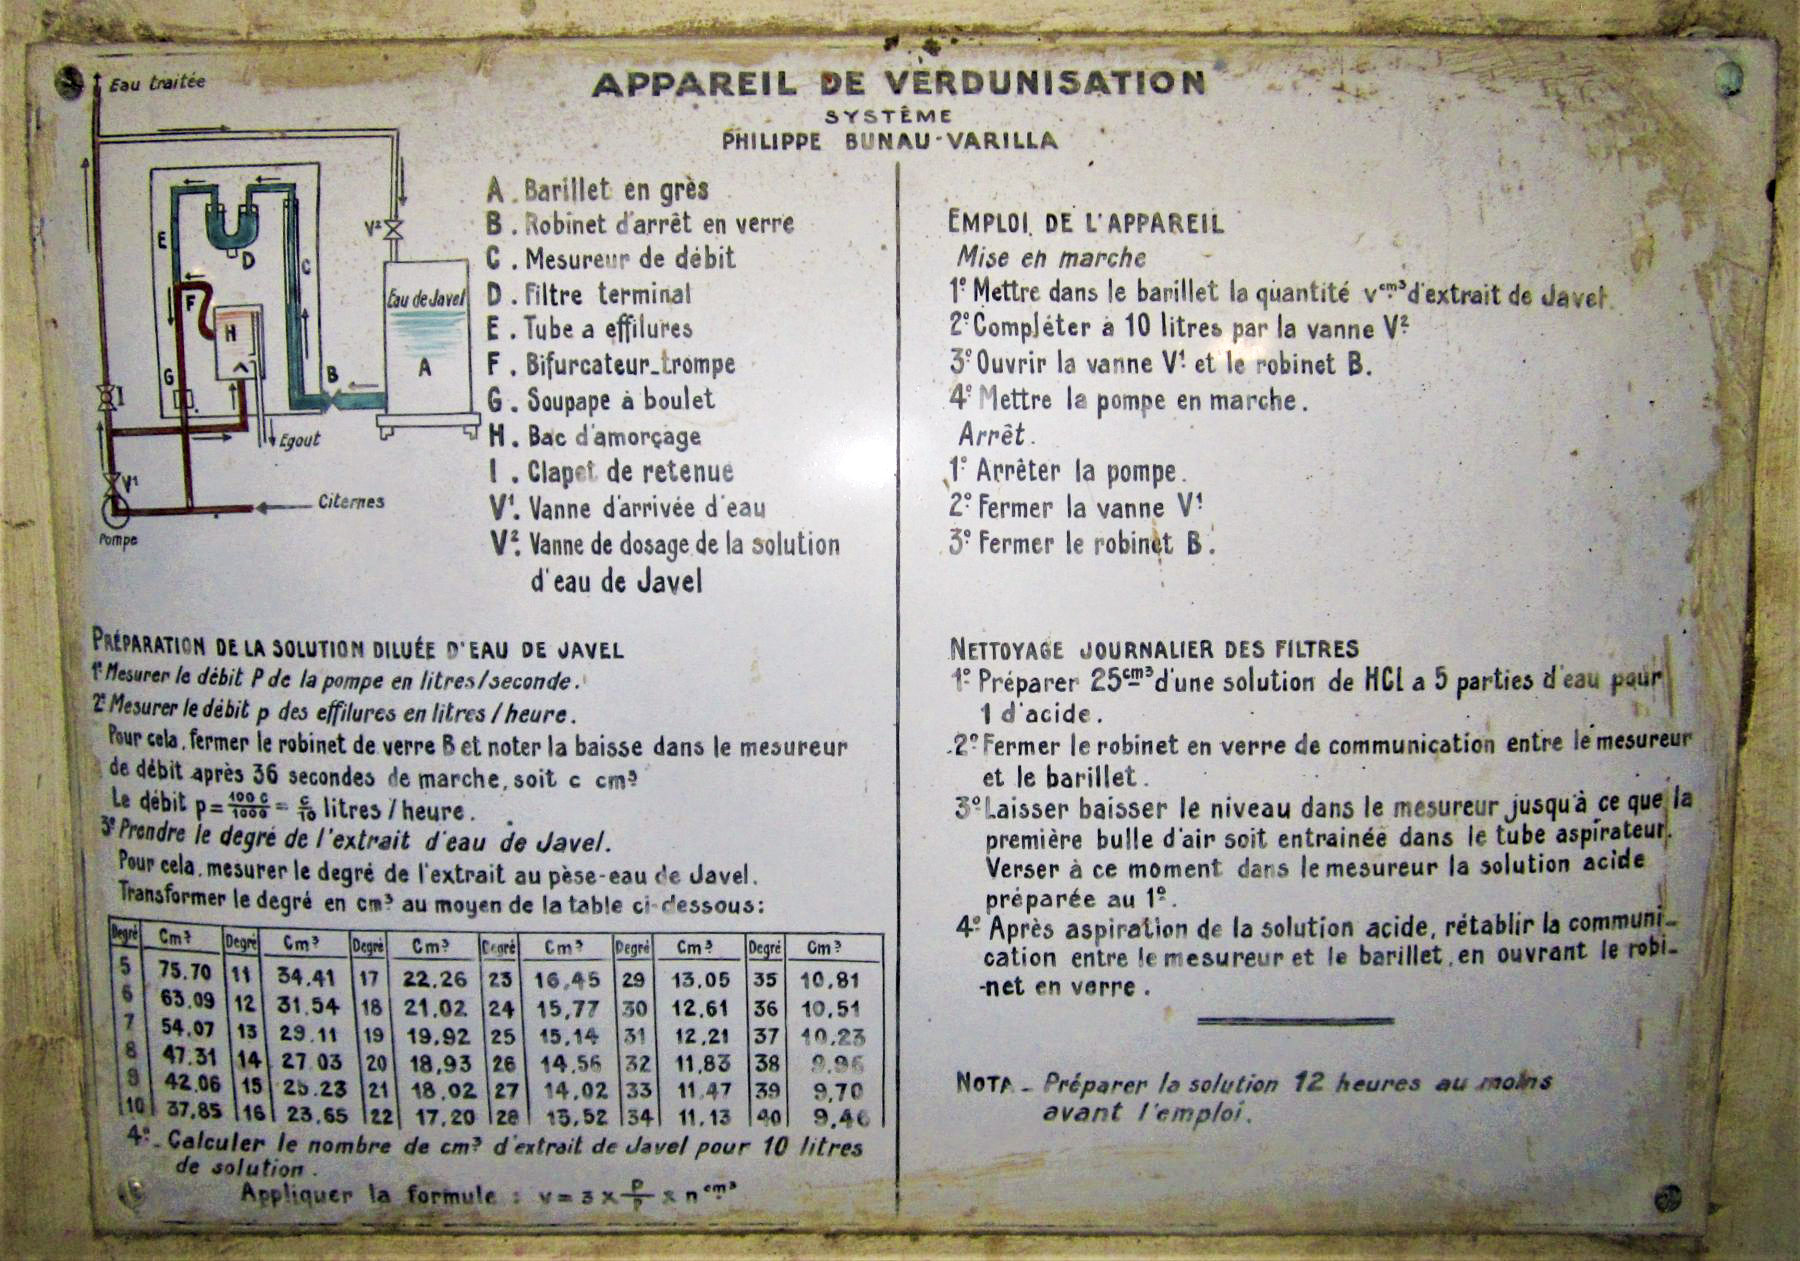 APPAREIL DE VERDUNISATION
SYSTÈME
PHILIPPE BUNAU-VARILLA
Eau traitée
V²
E
D
C
F
H
Eau de Javel
A
G
B
I
Egout
V¹
Citernes
Pompe
A. Barillet en grès
B. Robinet d'arrêt en verre
C. Mesureur de débit
D. Filtre terminal
E. Tube a effilures
F. Bifurcateur-trompe
G. Soupape à boulet
H. Bac d'amorçage
I. Clapet de retenue
V¹. Vanne d'arrivée d'eau
V². Vanne de dosage de la solution
d'eau de Javel
PRÉPARATION DE LA SOLUTION DILUÉE D'EAU DE JAVEL
1º Mesurer le débit P de la pompe en litres/seconde.
2º Mesurer le débit p des effilures en litres/heure.
Pour cela, fermer le robinet de verre B et noter la baisse dans le mesureur
de débit après 36 secondes de marche, soit c cm³
Le débit p = 100 c / 1000 = c / 10 litres/heure.
3º Prendre le degré de l'extrait d'eau de Javel.
Pour cela, mesurer le degré de l'extrait au pèse-eau de Javel.
Transformer le degré en cm³ au moyen de la table ci-dessous:
Degré Cm³ Degré Cm³ Degré Cm³ Degré Cm³ Degré Cm³ Degré Cm³
5 75.70 11 34.41 17 22.26 23 16,45 29 13,05 35 10,81
6 63.09 12 31.54 18 21,02 24 15,77 30 12,61 36 10,51
7 54,07 13 29.11 19 19,92 25 15,14 31 12,21 37 10,23
8 47.31 14 27.03 20 18,93 26 14,56 32 11,83 38 9,96
9 42,06 15 25.23 21 18,02 27 14,02 33 11,47 39 9,70
10 37,85 16 23.65 22 17,20 28 13,52 34 11,13 40 9,46
4º- Calculer le nombre de cm³ d'extrait de Javel pour 10 litres
de solution.
Appliquer la formule : v = 3 x P / p x n cm³
EMPLOI DE L'APPAREIL
Mise en marche
1º Mettre dans le barillet la quantité v cm³ d'extrait de Javel.
2º Compléter à 10 litres par la vanne V²
3º Ouvrir la vanne V¹ et le robinet B.
4º Mettre la pompe en marche.
Arrêt.
1º Arrêter la pompe.
2º Fermer la vanne V¹
3º Fermer le robinet B.
NETTOYAGE JOURNALIER DES FILTRES
1º Préparer 25 cm³ d'une solution de HCl a 5 parties d'eau pour
1 d'acide.
2º Fermer le robinet en verre de communication entre le mesureur
et le barillet.
3º Laisser baisser le niveau dans le mesureur jusqu'à ce que la
première bulle d'air soit entrainée dans le tube aspirateur.
Verser à ce moment dans le mesureur la solution acide
préparée au 1º.
4º Après aspiration de la solution acide, rétablir la communi-
cation entre le mesureur et le barillet, en ouvrant le robi-
-net en verre.
NOTA - Préparer la solution 12 heures au moins
avant l'emploi.